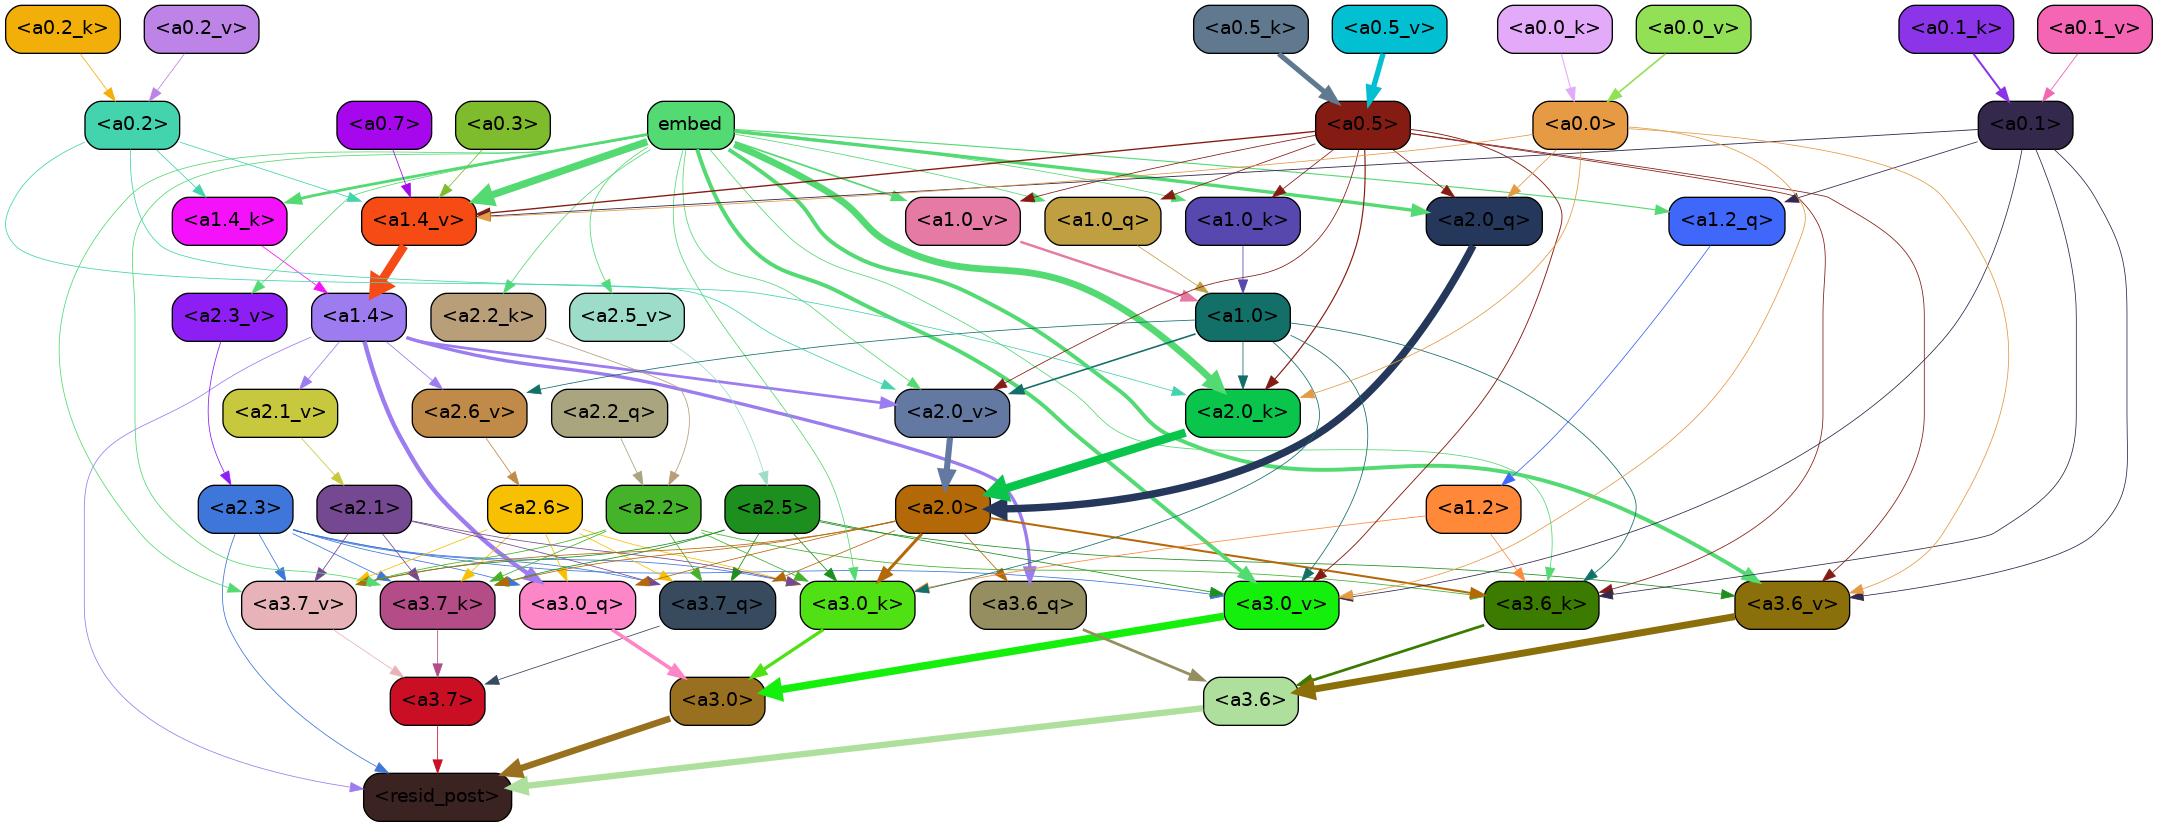 <a0.2_k> <a0.2_v> <a0.5_k> <a0.5_v> <a0.0_k> <a0.0_v> <a0.1_k> <a0.1_v>
<a0.2> <a0.7> <a0.3> embed <a0.5> <a0.0> <a0.1>
<a1.4_k> <a1.4_v> <a1.0_v> <a1.0_q> <a1.0_k> <a2.0_q> <a1.2_q>
<a2.3_v> <a1.4> <a2.2_k> <a2.5_v> <a1.0>
<a2.1_v> <a2.6_v> <a2.2_q> <a2.0_v> <a2.0_k>
<a2.3> <a2.1> <a2.6> <a2.2> <a2.5> <a2.0> <a1.2>
<a3.7_v> <a3.7_k> <a3.0_q> <a3.7_q> <a3.0_k> <a3.6_q> <a3.0_v> <a3.6_k> <a3.6_v>
<a3.7> <a3.0> <a3.6>
<resid_post>